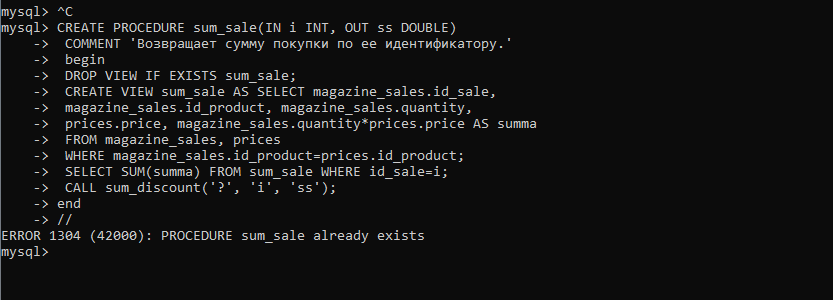 mysql> ^C
mysql> CREATE PROCEDURE sum_sale(IN i INT, OUT ss DOUBLE)
    ->  COMMENT 'Возвращает сумму покупки по ее идентификатору.'
    ->  begin
    ->  DROP VIEW IF EXISTS sum_sale;
    ->  CREATE VIEW sum_sale AS SELECT magazine_sales.id_sale,
    ->  magazine_sales.id_product, magazine_sales.quantity,
    ->  prices.price, magazine_sales.quantity*prices.price AS summa
    ->  FROM magazine_sales, prices
    ->  WHERE magazine_sales.id_product=prices.id_product;
    ->  SELECT SUM(summa) FROM sum_sale WHERE id_sale=i;
    ->  CALL sum_discount('?', 'i', 'ss');
    -> end
    -> //
ERROR 1304 (42000): PROCEDURE sum_sale already exists
mysql>